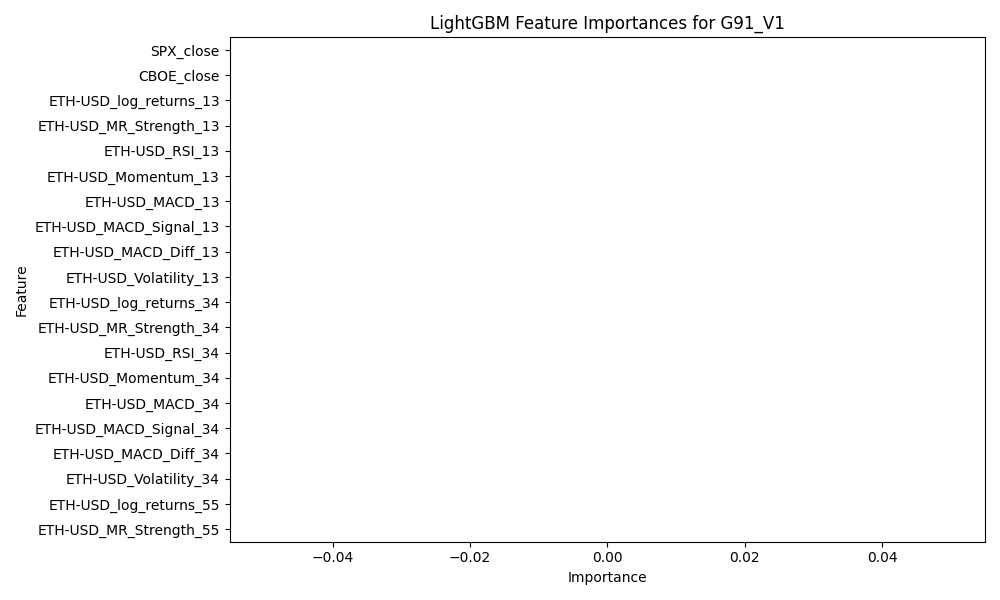 LightGBM Feature Importances for G91_V1
SPX_close
CBOE_close
ETH-USD_log_returns_13
ETH-USD_MR_Strength_13
ETH-USD_RSI_13
ETH-USD_Momentum_13
ETH-USD_MACD_13
ETH-USD_MACD_Signal_13
ETH-USD_MACD_Diff_13
ETH-USD_Volatility_13
ETH-USD_log_returns_34
ETH-USD_MR_Strength_34
ETH-USD_RSI_34
ETH-USD_Momentum_34
ETH-USD_MACD_34
ETH-USD_MACD_Signal_34
ETH-USD_MACD_Diff_34
ETH-USD_Volatility_34
ETH-USD_log_returns_55
ETH-USD_MR_Strength_55
Feature
−0.04 −0.02 0.00 0.02 0.04
Importance